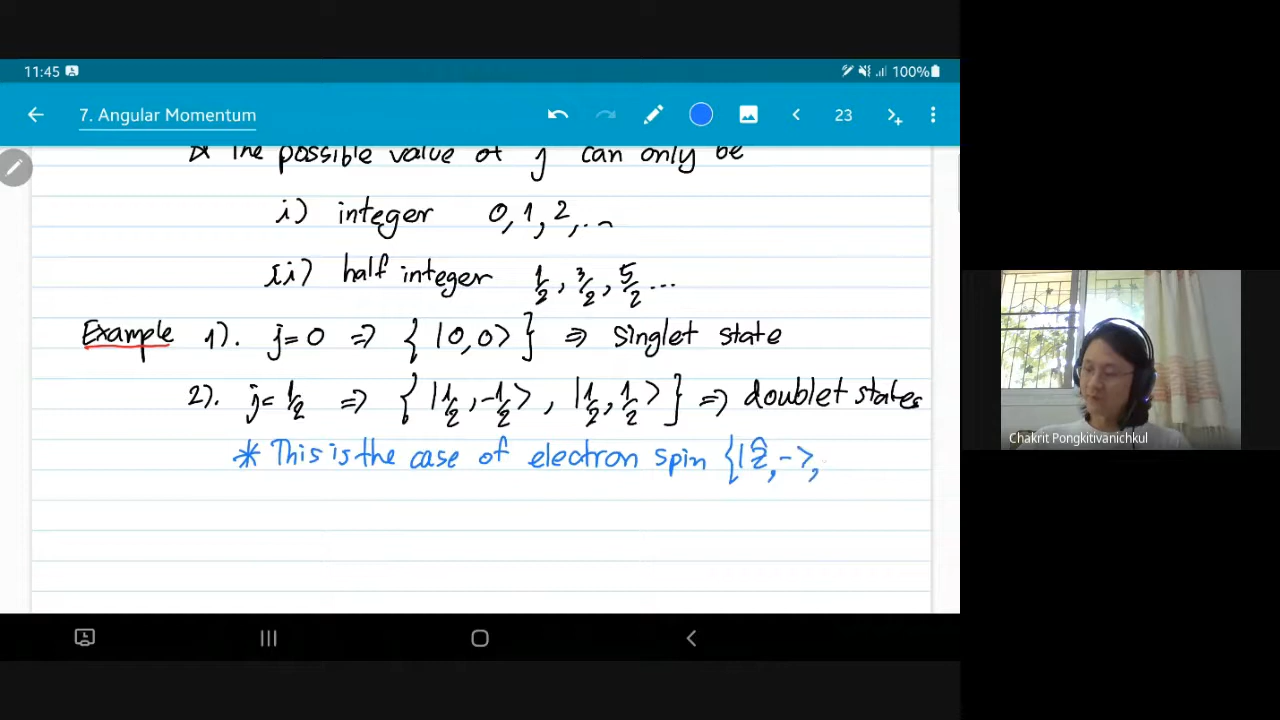 11:45 100%
7. Angular Momentum 23
* The possible value of j can only be
i) integer 0, 1, 2, ...
ii) half integer 1/2, 3/2, 5/2 ...
Example 1). j=0 ⇒ { |0,0⟩ } ⇒ singlet state
2). j=1/2 ⇒ { |1/2,-1/2⟩, |1/2,1/2⟩ } ⇒ doublet states
* This is the case of electron spin { |ẑ,-⟩,
Chakrit Pongkitivanichkul